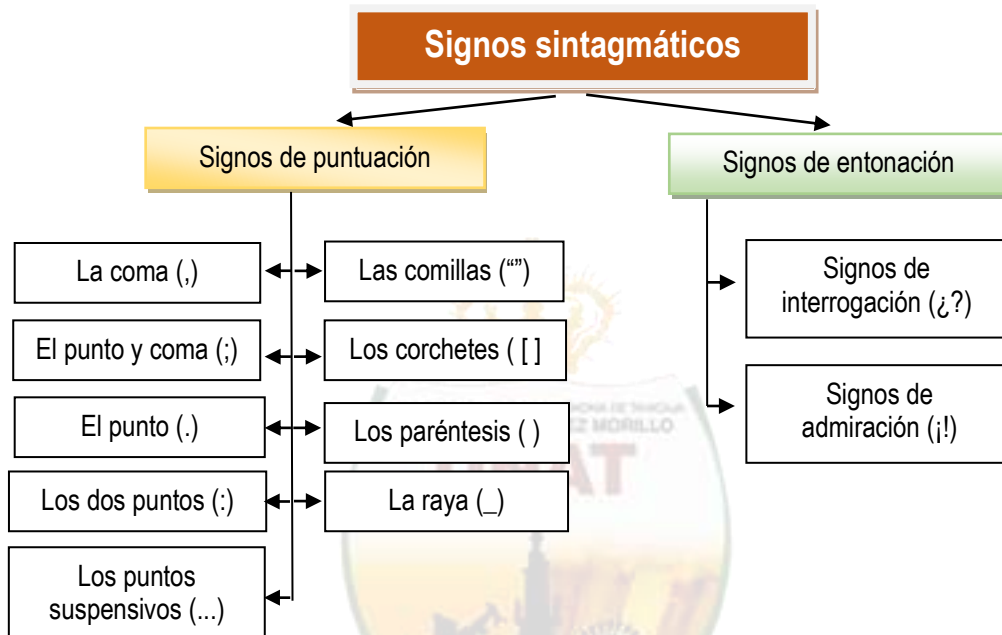 Signos sintagmáticos
Signos de puntuación
Signos de entonación
La coma (,)
Las comillas (“”)
El punto y coma (;)
Los corchetes ( [ ]
El punto (.)
Los paréntesis ( )
Los dos puntos (:)
La raya (_)
Los puntos
suspensivos (...)
Signos de
interrogación (¿?)
Signos de
admiración (¡!)
MORILLO